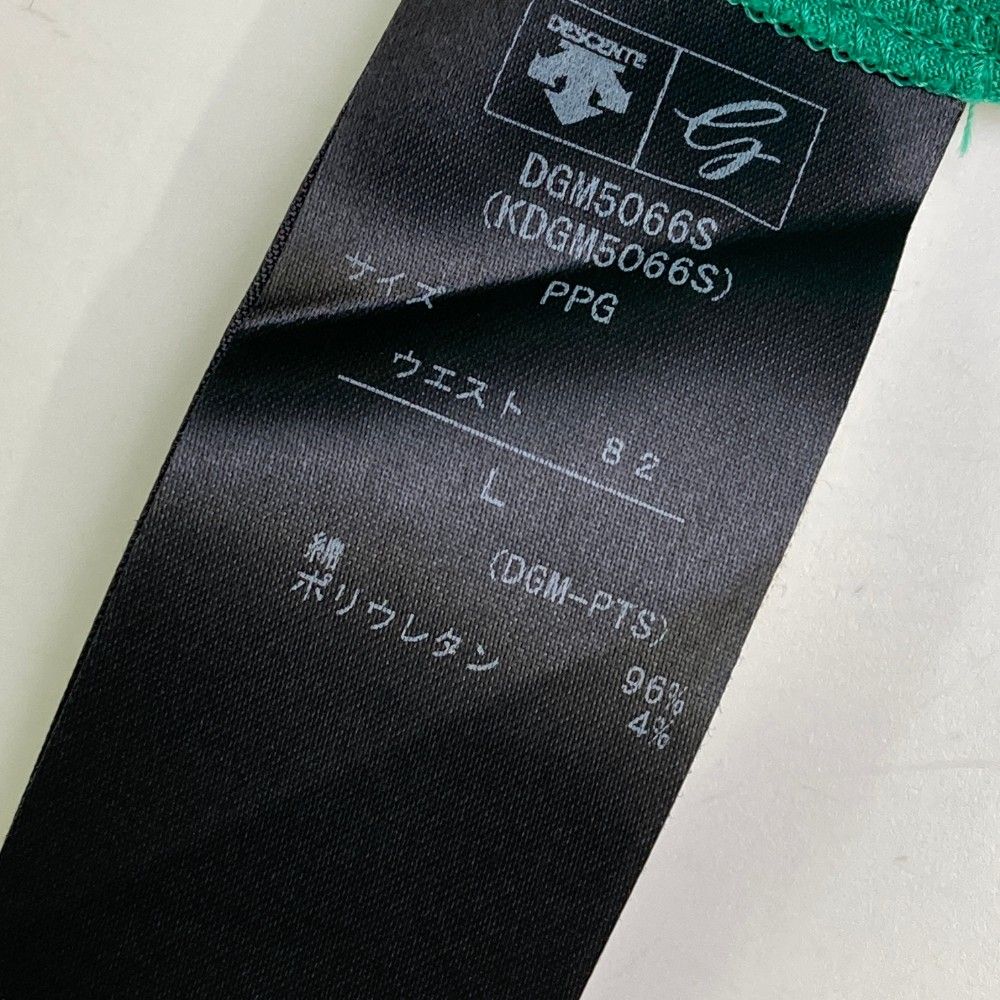 DESCENTE
G
DGM5066S
(KDGM5066S)
サイズ PPG
ウエスト 82
L
(DGM-PTS)
綿 96%
ポリウレタン 4%